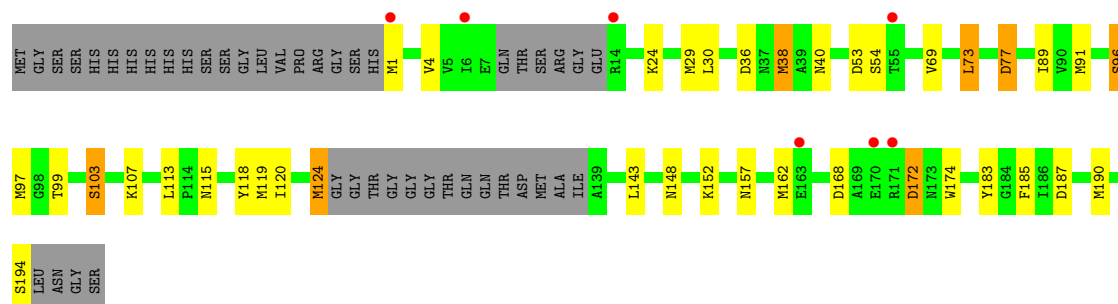 MET GLY SER SER HIS HIS HIS HIS HIS HIS SER SER GLY LEU VAL PRO ARG GLY SER HIS M1 V4 V5 I6 E7 GLN THR SER ARG GLY GLU R14 K24 M29 L30 D36 N37 M38 A39 N40 D53 S54 T55 V69 L73 D77 I89 V90 M91 S96
M97 G98 T99 S103 K107 L113 P114 N115 Y118 M119 I120 M124 GLY GLY THR GLY GLY GLY THR GLN GLN THR ASP MET ALA ILE A139 L143 N148 K152 N157 M162 E163 D168 A169 E170 R171 D172 N173 W174 Y183 G184 F185 I186 D187 M190
S194 LEU ASN GLY SER